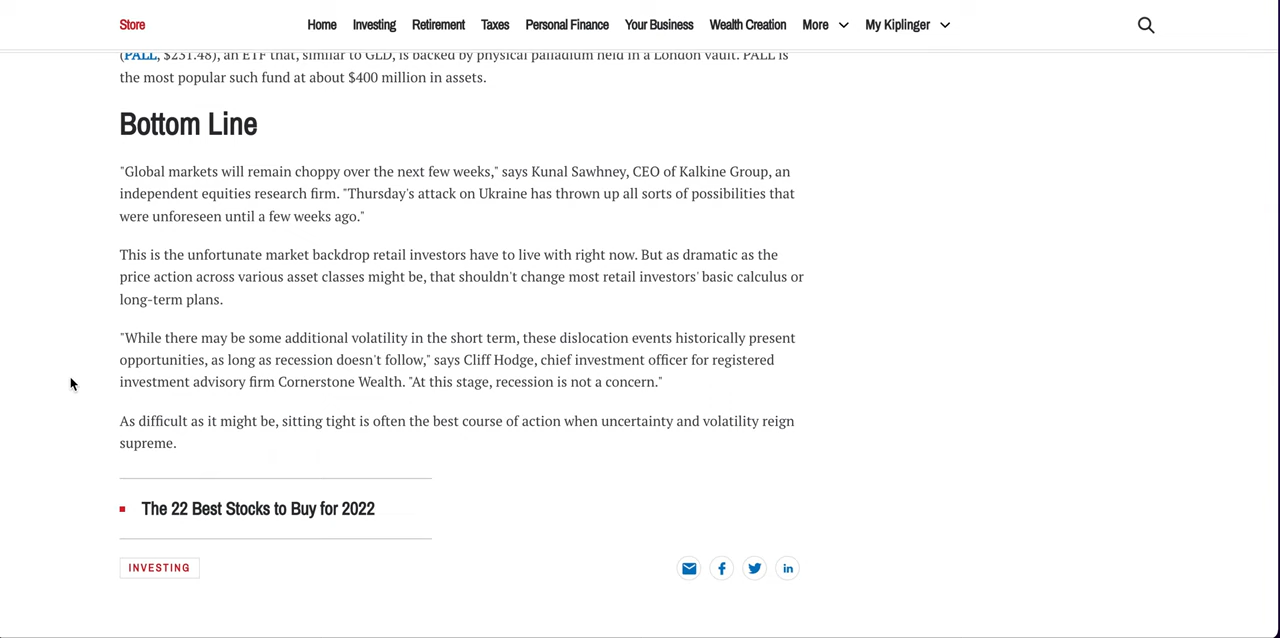 Store Home Investing Retirement Taxes Personal Finance Your Business Wealth Creation More My Kiplinger
(PALL, $231.48), an ETF that, similar to GLD, is backed by physical palladium held in a London vault. PALL is
the most popular such fund at about $400 million in assets.
Bottom Line
"Global markets will remain choppy over the next few weeks," says Kunal Sawhney, CEO of Kalkine Group, an
independent equities research firm. "Thursday's attack on Ukraine has thrown up all sorts of possibilities that
were unforeseen until a few weeks ago."
This is the unfortunate market backdrop retail investors have to live with right now. But as dramatic as the
price action across various asset classes might be, that shouldn't change most retail investors' basic calculus or
long-term plans.
"While there may be some additional volatility in the short term, these dislocation events historically present
opportunities, as long as recession doesn't follow," says Cliff Hodge, chief investment officer for registered
investment advisory firm Cornerstone Wealth. "At this stage, recession is not a concern."
As difficult as it might be, sitting tight is often the best course of action when uncertainty and volatility reign
supreme.
The 22 Best Stocks to Buy for 2022
INVESTING